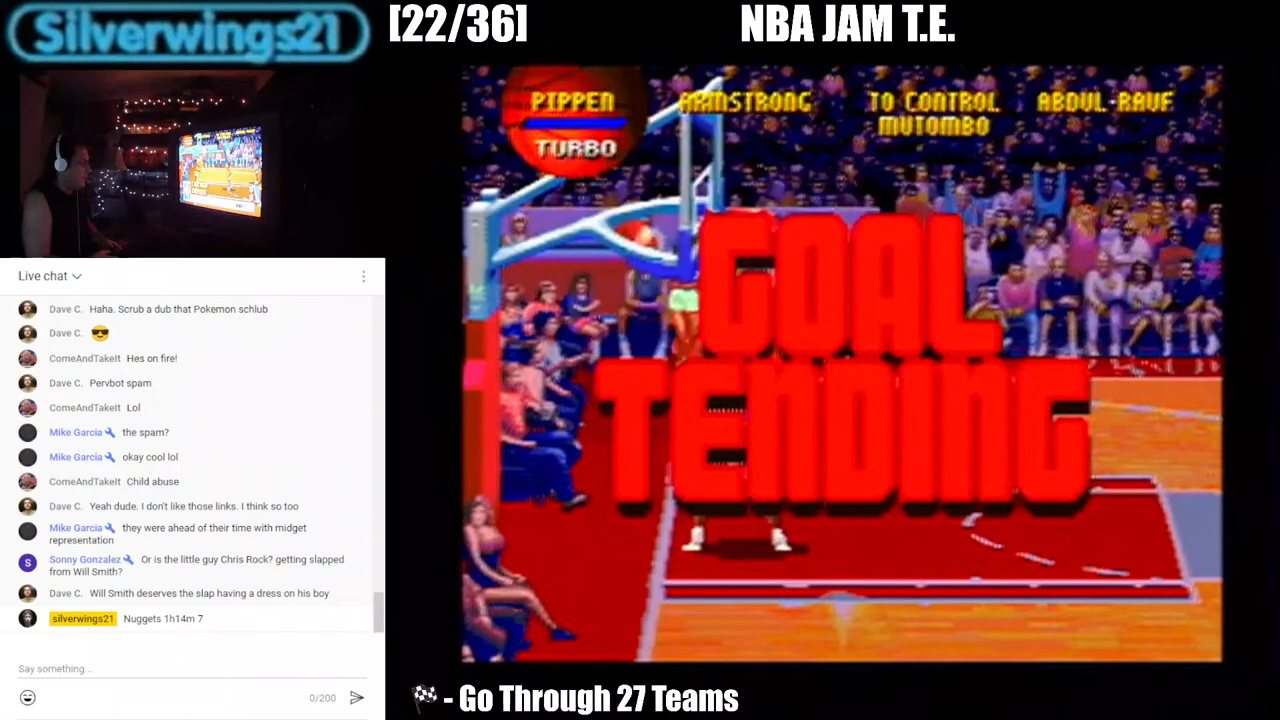 Silverwings21
[22/36]
NBA JAM T.E.
PIPPEN
TURBO
ARMSTRONG
TO CONTROL
MUTOMBO
ABDUL-RAUF
GOAL
TENDING
Live chat
Dave C. Haha. Scrub a dub that Pokemon schlub
Dave C. 😎
ComeAndTakeIt Hes on fire!
Dave C. Pervbot spam
ComeAndTakeIt Lol
Mike Garcia the spam?
Mike Garcia okay cool lol
ComeAndTakeIt Child abuse
Dave C. Yeah dude. I don't like those links. I think so too
Mike Garcia they were ahead of their time with midget
representation
S
Sonny Gonzalez Or is the little guy Chris Rock? getting slapped
from Will Smith?
Dave C. Will Smith deserves the slap having a dress on his boy
silverwings21 Nuggets 1h14m 7
Say something...
0/200
🏁 - Go Through 27 Teams